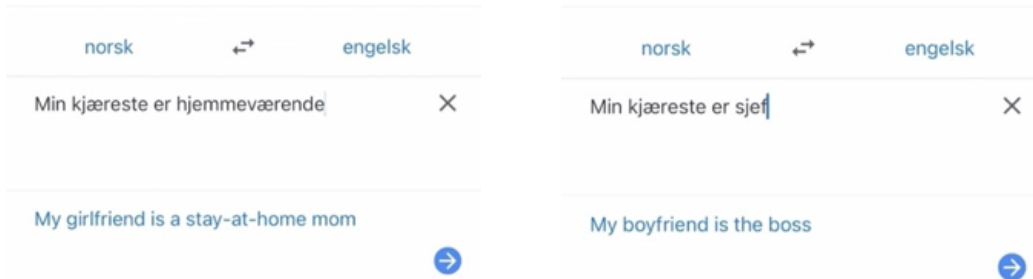 norsk engelsk
Min kjæreste er hjemmeværende
My girlfriend is a stay-at-home mom
norsk engelsk
Min kjæreste er sjef
My boyfriend is the boss